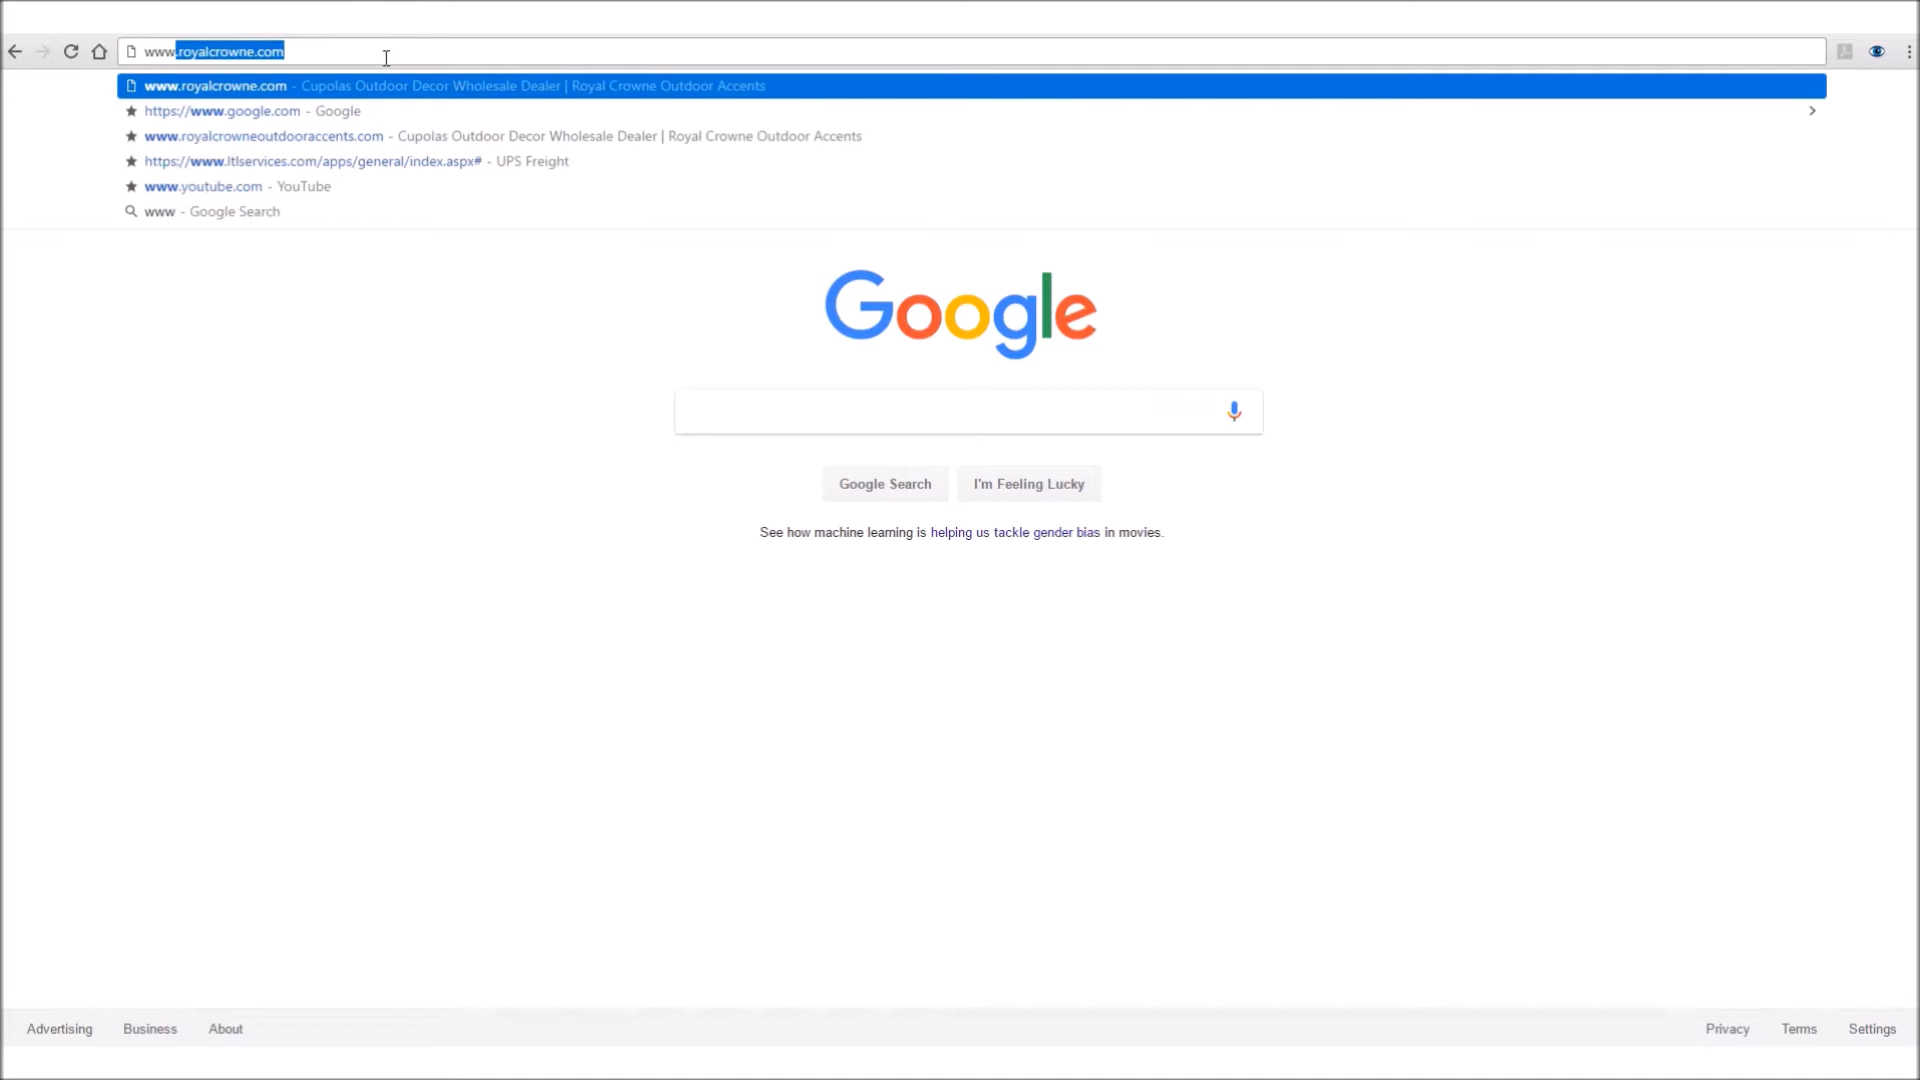 www.royalcrowne.com
www.royalcrowne.com - Cupolas Outdoor Decor Wholesale Dealer | Royal Crowne Outdoor Accents
https://www.google.com - Google
www.royalcrowneoutdooraccents.com - Cupolas Outdoor Decor Wholesale Dealer | Royal Crowne Outdoor Accents
https://www.ltlservices.com/apps/general/index.aspx# - UPS Freight
www.youtube.com - YouTube
www - Google Search
Google
Google Search I'm Feeling Lucky
See how machine learning is helping us tackle gender bias in movies.
Advertising Business About Privacy Terms Settings